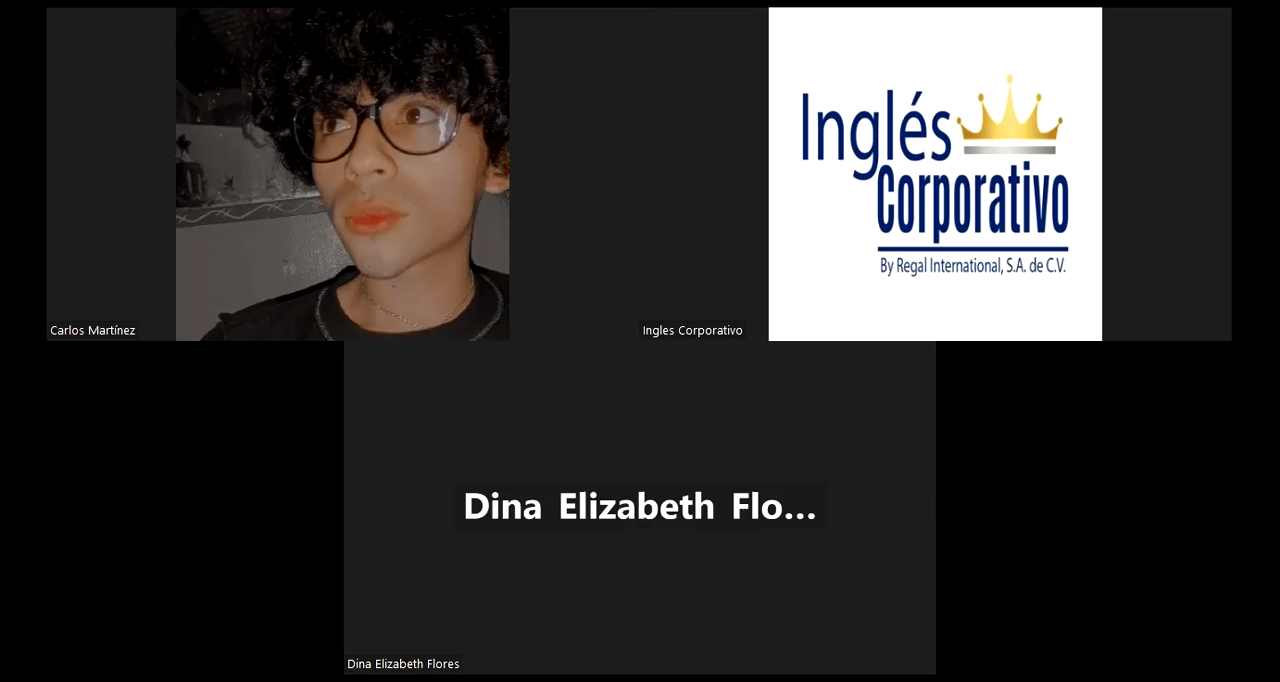 Inglés
Corporativo
By Regal International, S.A. de C.V.
Carlos Martínez
Ingles Corporativo
Dina Elizabeth Flo...
Dina Elizabeth Flores